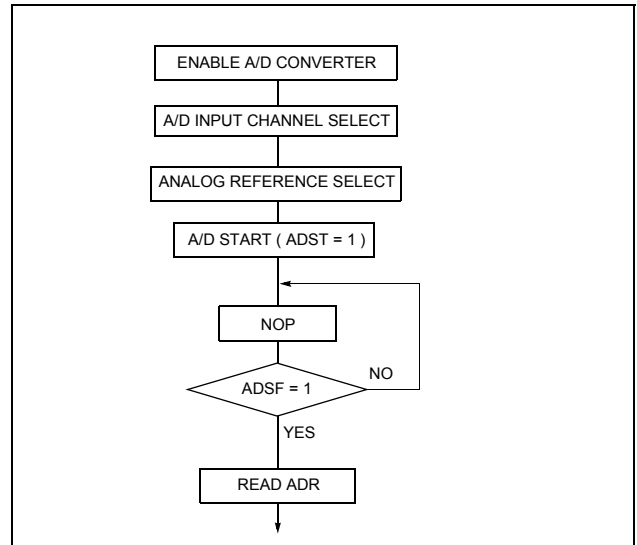 ENABLE A/D CONVERTER
A/D INPUT CHANNEL SELECT
ANALOG REFERENCE SELECT
A/D START ( ADST = 1 )
NOP
ADSF = 1
NO
YES
READ ADR